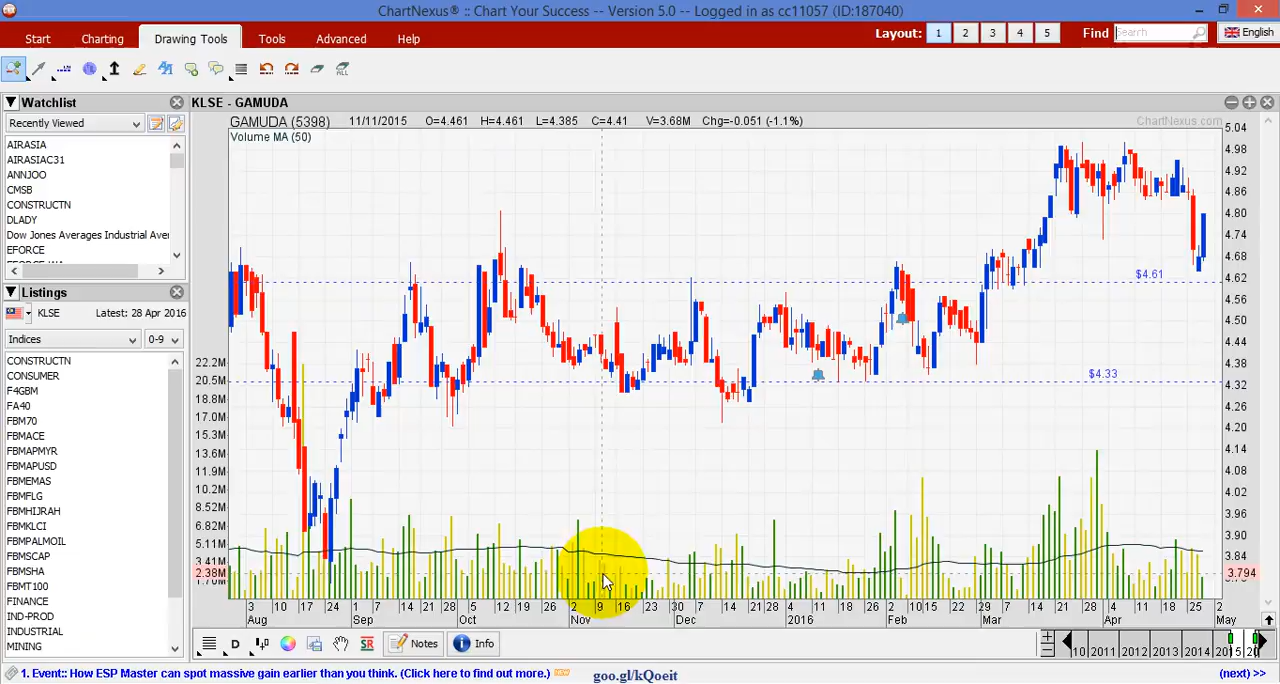 ChartNexus® :: Chart Your Success -- Version 5.0 -- Logged in as cc11057 (ID:187040)
Start Charting Drawing Tools Tools Advanced Help Layout: 1 2 3 4 5 Find Search English
Watchlist
Recently Viewed
AIRASIA
AIRASIAC31
ANNJOO
CMSB
CONSTRUCTN
DLADY
Dow Jones Averages Industrial Aver
EFORCE
Listings
KLSE Latest: 28 Apr 2016
Indices 0-9
CONSTRUCTN
CONSUMER
F4GBM
FA40
FBM70
FBMACE
FBMAPMYR
FBMAPUSD
FBMEMAS
FBMFLG
FBMHIJRAH
FBMKLCI
FBMPALMOIL
FBMSCAP
FBMSHA
FBMT100
FINANCE
IND-PROD
INDUSTRIAL
MINING
KLSE - GAMUDA
GAMUDA (5398) 11/11/2015 O=4.461 H=4.461 L=4.385 C=4.41 V=3.68M Chg=-0.051 (-1.1%) ChartNexus.com
Volume MA (50)
5.04
4.98
4.92
4.86
4.80
4.74
4.68
4.62
4.56
4.50
4.44
4.38
4.32
4.26
4.20
4.14
4.08
4.02
3.96
3.90
3.84
3.794
$4.61
$4.33
22.2M
20.5M
18.8M
17.0M
15.3M
13.6M
11.9M
10.2M
8.52M
6.82M
5.11M
3.41M
2.38M
3 10 17 24 1 7 14 21 28 5 12 19 26 2 9 16 23 30 7 14 21 28 4 11 18 26 2 10 15 22 29 7 14 21 28 4 11 18 25 2
Aug Sep Oct Nov Dec 2016 Feb Mar Apr May
D SR Notes Info 10 2011 2012 2013 2014 2015
1. Event:: How ESP Master can spot massive gain earlier than you think. (Click here to find out more.) NEW goo.gl/kQoeit (next) >>